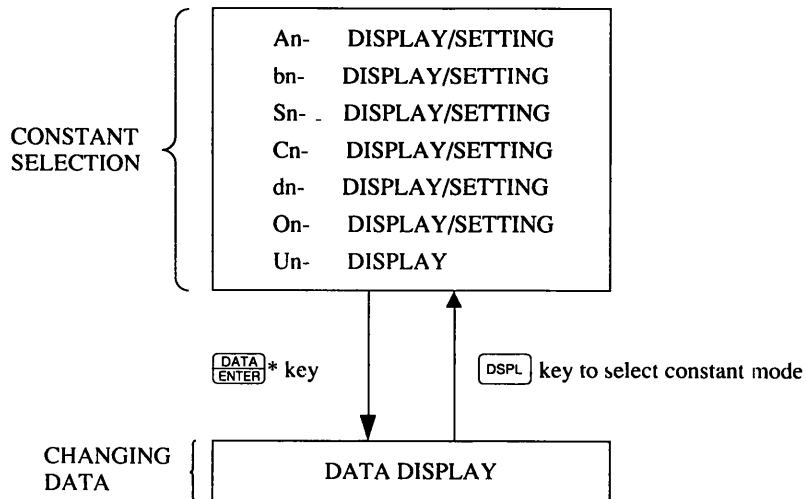 An- DISPLAY/SETTING
bn- DISPLAY/SETTING
Sn- DISPLAY/SETTING
CONSTANT
SELECTION
Cn- DISPLAY/SETTING
dn- DISPLAY/SETTING
On- DISPLAY/SETTING
Un- DISPLAY
DATA
ENTER * key
DSPL key to select constant mode
CHANGING
DATA
DATA DISPLAY